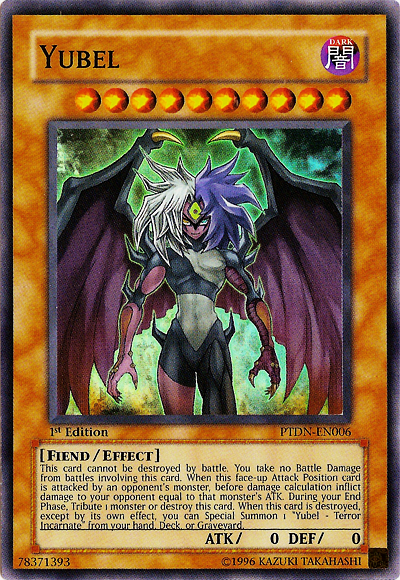 YUBEL
DARK
闇
1st Edition
PTDN-EN006
[FIEND / EFFECT]
This card cannot be destroyed by battle. You take no Battle Damage
from battles involving this card. When this face-up Attack Position card
is attacked by an opponent's monster, before damage calculation inflict
damage to your opponent equal to that monster's ATK. During your End
Phase, Tribute 1 monster or destroy this card. When this card is destroyed,
except by its own effect, you can Special Summon 1 "Yubel - Terror
Incarnate" from your hand, Deck, or Graveyard.
ATK / 0 DEF / 0
78371393
©1996 KAZUKI TAKAHASHI